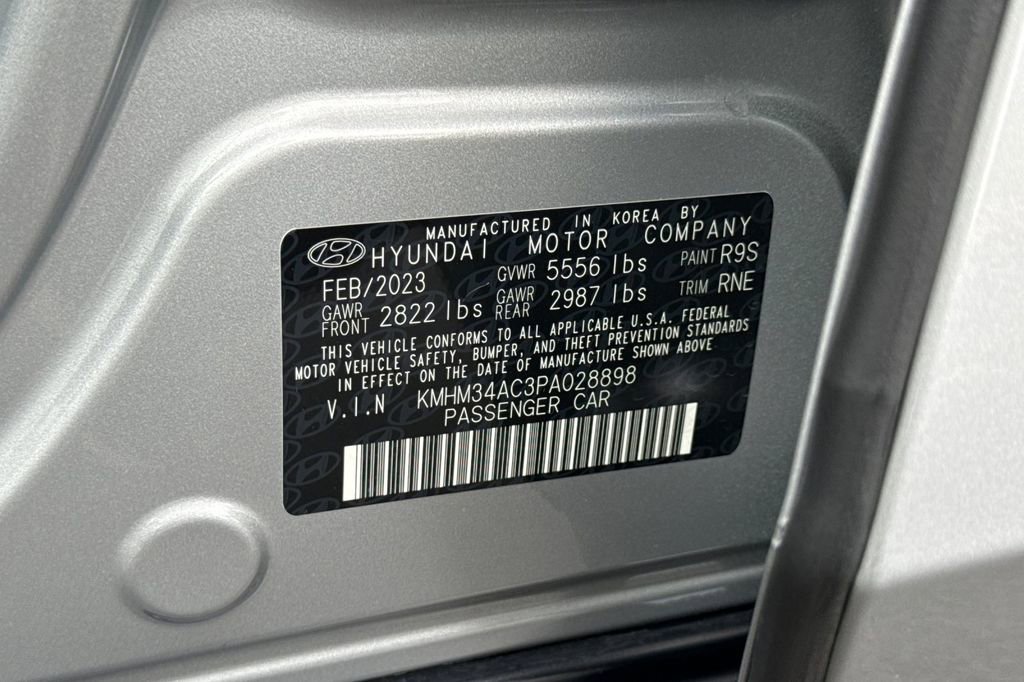 MANUFACTURED IN KOREA BY
HYUNDAI MOTOR COMPANY
FEB/2023 GVWR 5556 lbs PAINT R9S
GAWR FRONT 2822 lbs GAWR REAR 2987 lbs TRIM RNE
THIS VEHICLE CONFORMS TO ALL APPLICABLE U.S.A. FEDERAL
MOTOR VEHICLE SAFETY, BUMPER, AND THEFT PREVENTION STANDARDS
IN EFFECT ON THE DATE OF MANUFACTURE SHOWN ABOVE
V.I.N KMHM34AC3PA028898
PASSENGER CAR